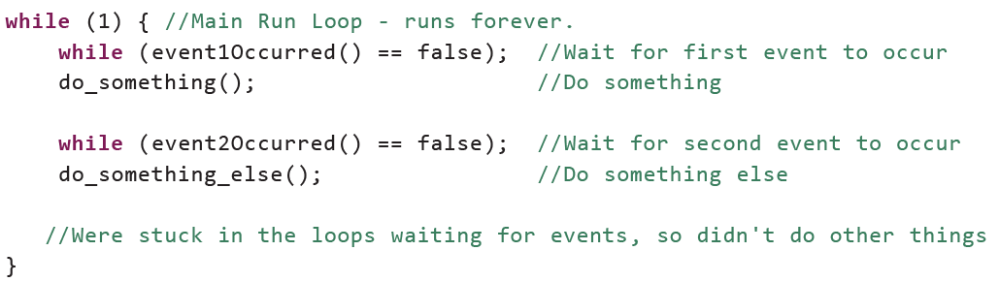 while (1) { //Main Run Loop - runs forever.
    while (event1Occurred() == false);  //Wait for first event to occur
    do_something();                     //Do something

    while (event2Occurred() == false);  //Wait for second event to occur
    do_something_else();                //Do something else

   //Were stuck in the loops waiting for events, so didn't do other things
}